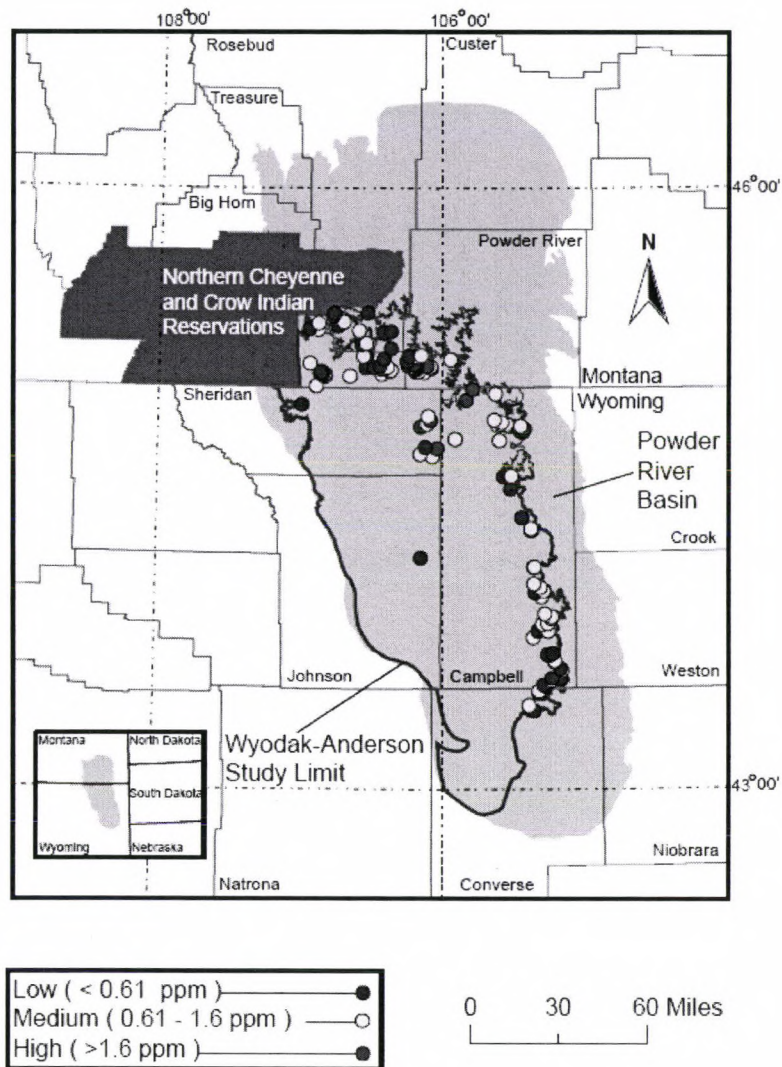 108°00'
106°00'
Rosebud
Custer
Treasure
46°00'
Big Horn
Powder River
N
Northern Cheyenne
and Crow Indian
Reservations
Sheridan
Montana
Wyoming
Powder
River
Basin
Crook
Johnson
Campbell
Weston
Wyodak-Anderson
Study Limit
Montana
North Dakota
South Dakota
Wyoming
Nebraska
43°00'
Niobrara
Natrona
Converse
Low ( < 0.61 ppm )
Medium ( 0.61 - 1.6 ppm )
High ( >1.6 ppm )
0 30 60 Miles